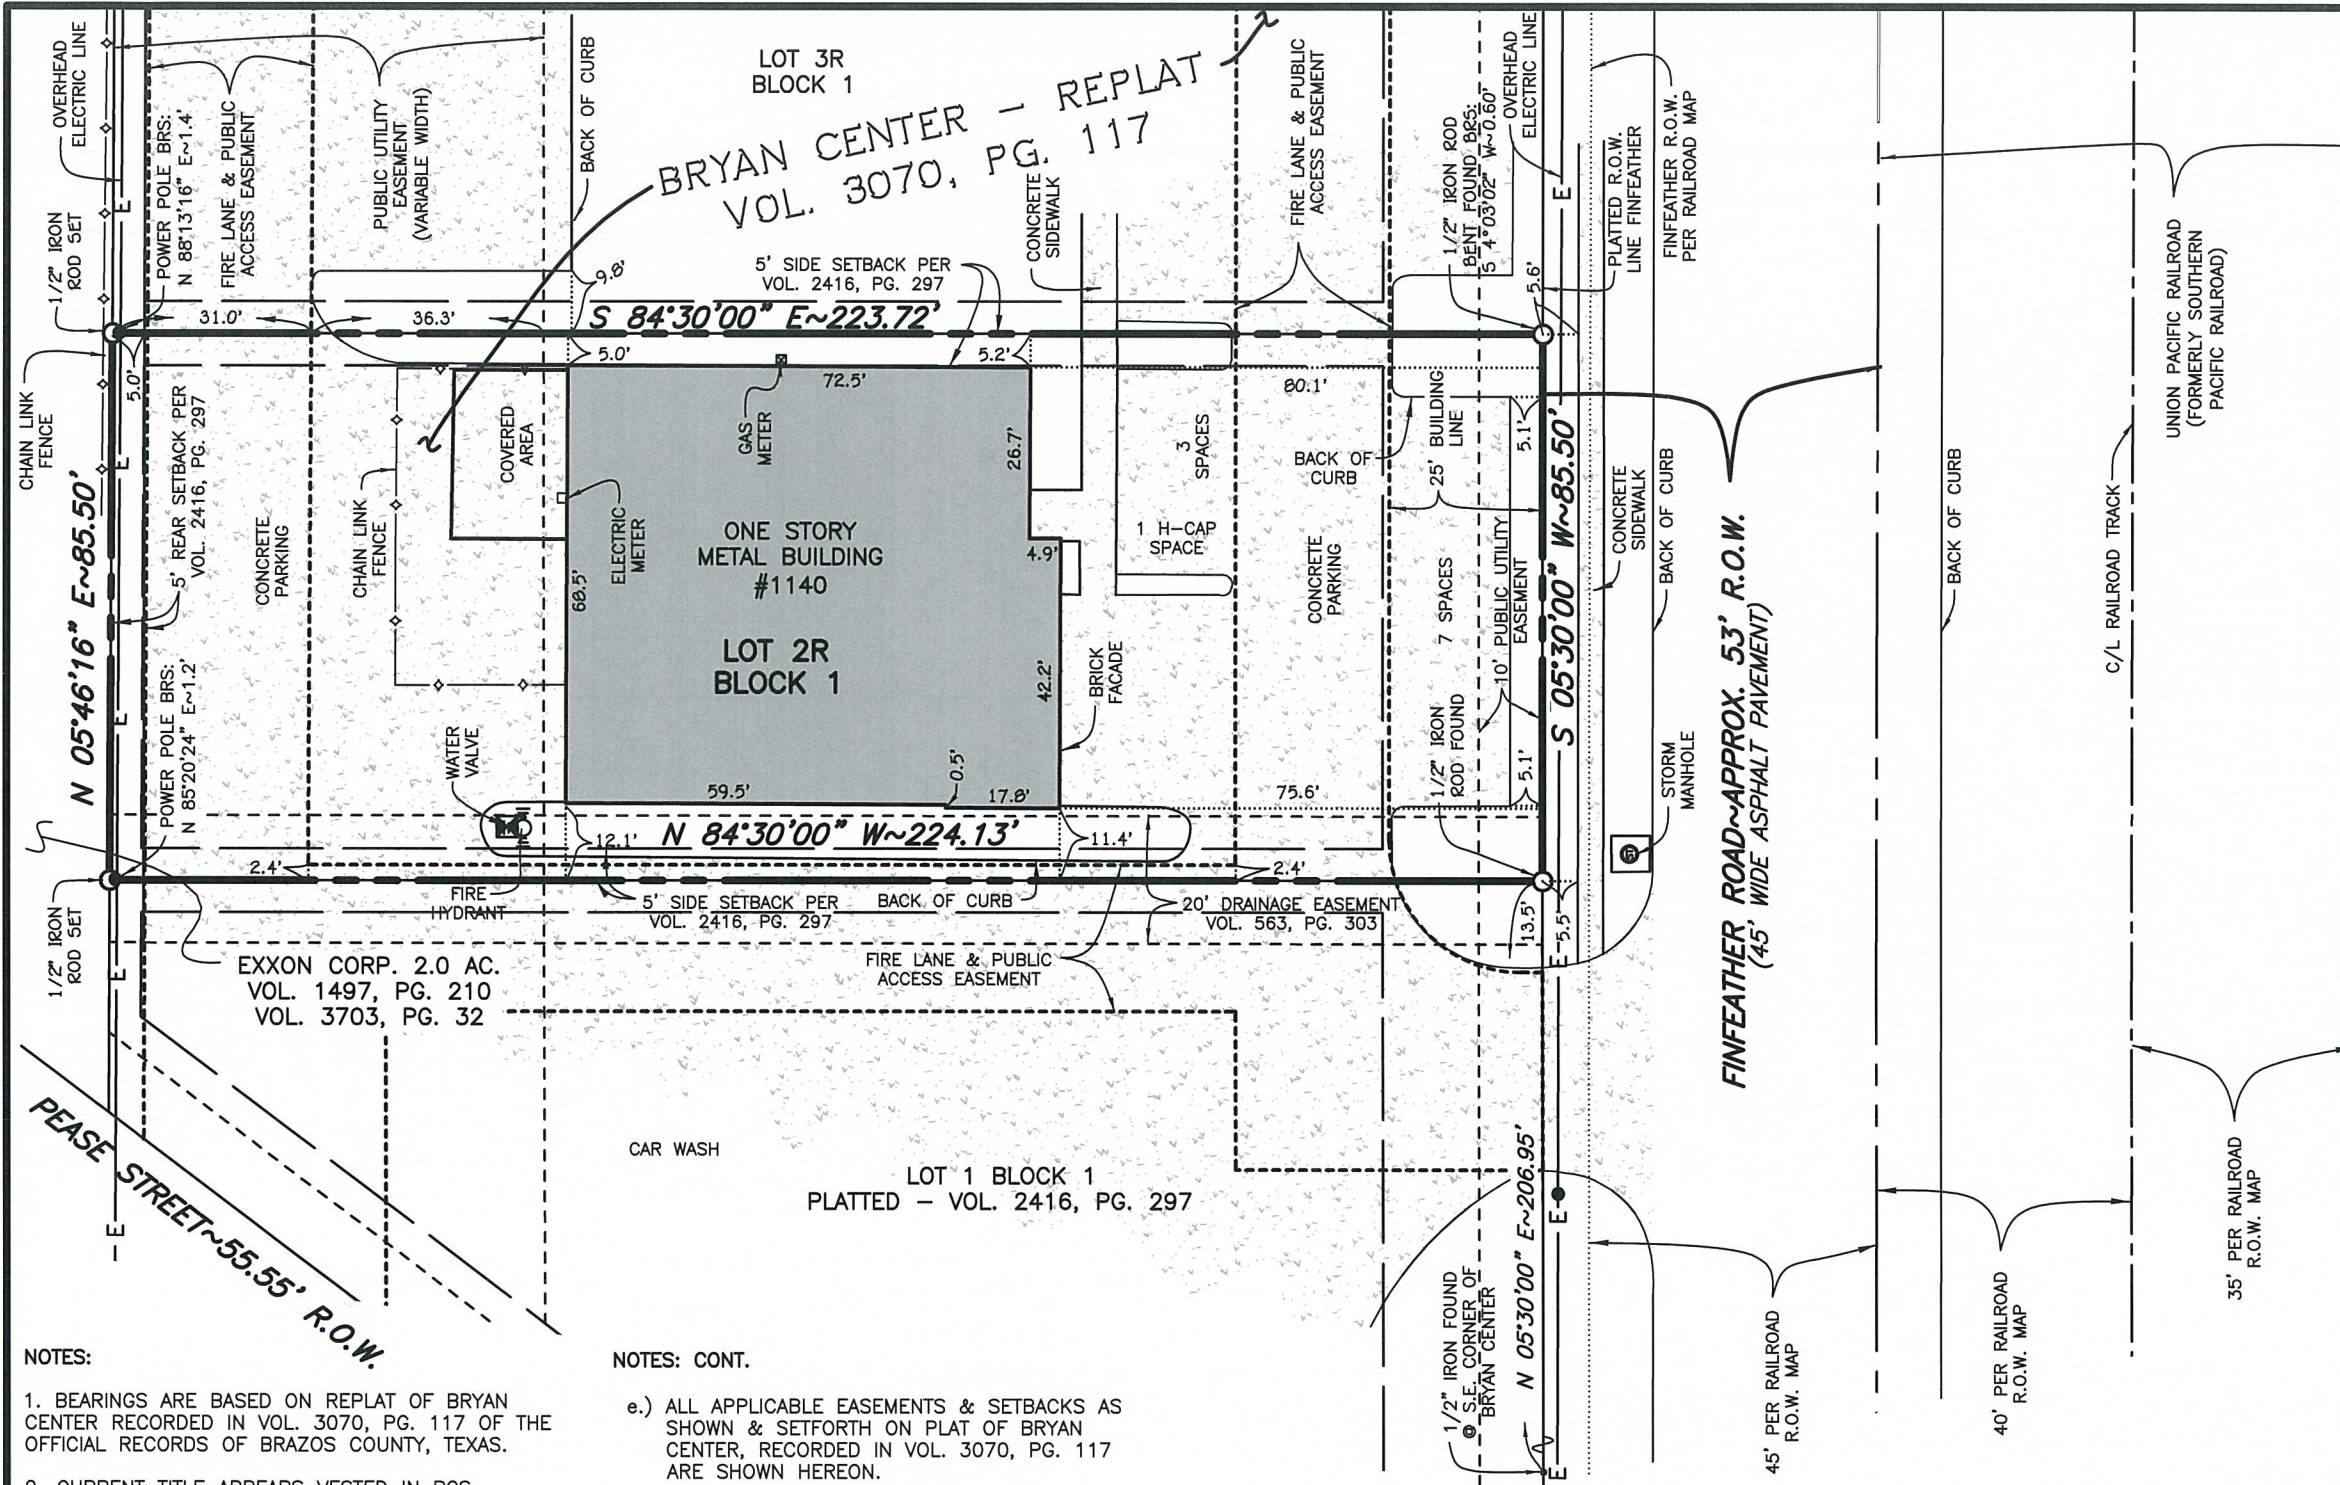 OVERHEAD
ELECTRIC LINE
1/2" IRON
ROD SET
POWER POLE BRS:
N 88°13'16" E~1.4'
FIRE LANE & PUBLIC
ACCESS EASEMENT
PUBLIC UTILITY
EASEMENT
(VARIABLE WIDTH)
BACK OF CURB
LOT 3R
BLOCK 1
BRYAN CENTER – REPLAT
VOL. 3070, PG. 117
CONCRETE
SIDEWALK
FIRE LANE & PUBLIC
ACCESS EASEMENT
1/2" IRON ROD
BENT FOUND BRS:
S 4°03'02" W~0.60'
OVERHEAD
ELECTRIC LINE
PLATTED R.O.W.
LINE FINFEATHER
FINFEATHER R.O.W.
PER RAILROAD MAP
UNION PACIFIC RAILROAD
(FORMERLY SOUTHERN
PACIFIC RAILROAD)
E
E
5' SIDE SETBACK PER
VOL. 2416, PG. 297
9.8'
5.6'
31.0'
36.3'
S 84°30'00" E~223.72'
5.0'
5.0'
5.2'
72.5'
80.1'
CHAIN LINK
FENCE
N 05°46'16" E~85.50'
E
E
5' REAR SETBACK PER
VOL. 2416, PG. 297
CONCRETE
PARKING
CHAIN LINK
FENCE
COVERED
AREA
ELECTRIC
METER
GAS
METER
26.7'
3
SPACES
BACK OF
CURB
25' BUILDING
LINE
5.1'
S 05°30'00" W~85.50'
CONCRETE
SIDEWALK
BACK OF CURB
BACK OF CURB
C/L RAILROAD TRACK
ONE STORY
METAL BUILDING
#1140
4.9'
1 H-CAP
SPACE
CONCRETE
PARKING
7 SPACES
10' PUBLIC UTILITY
EASEMENT
68.5'
LOT 2R
BLOCK 1
42.2'
BRICK
FACADE
FINFEATHER ROAD~APPROX. 53' R.O.W.
(45' WIDE ASPHALT PAVEMENT)
POWER POLE BRS:
N 85°20'24" E~1.2'
WATER
VALVE
59.5'
0.5'
17.8'
75.6'
1/2" IRON
ROD FOUND
5.1'
STORM
MANHOLE
12.1'
N 84°30'00" W~224.13'
11.4'
2.4'
2.4'
1/2" IRON
ROD SET
E
FIRE
HYDRANT
5' SIDE SETBACK PER
VOL. 2416, PG. 297
BACK OF CURB
20' DRAINAGE EASEMENT
VOL. 563, PG. 303
13.5'
5.5'
E
EXXON CORP. 2.0 AC.
VOL. 1497, PG. 210
VOL. 3703, PG. 32
FIRE LANE & PUBLIC
ACCESS EASEMENT
PEASE STREET~55.55' R.O.W.
E
CAR WASH
LOT 1 BLOCK 1
PLATTED – VOL. 2416, PG. 297
N 05°30'00" E~206.95'
E
1/2" IRON FOUND
@ S.E. CORNER OF
BRYAN CENTER
E
45' PER RAILROAD
R.O.W. MAP
40' PER RAILROAD
R.O.W. MAP
35' PER RAILROAD
R.O.W. MAP
NOTES:
1. BEARINGS ARE BASED ON REPLAT OF BRYAN
CENTER RECORDED IN VOL. 3070, PG. 117 OF THE
OFFICIAL RECORDS OF BRAZOS COUNTY, TEXAS.
2. CURRENT TITLE APPEARS VESTED IN
NOTES: CONT.
e.) ALL APPLICABLE EASEMENTS & SETBACKS AS
SHOWN & SETFORTH ON PLAT OF BRYAN
CENTER, RECORDED IN VOL. 3070, PG. 117
ARE SHOWN HEREON.